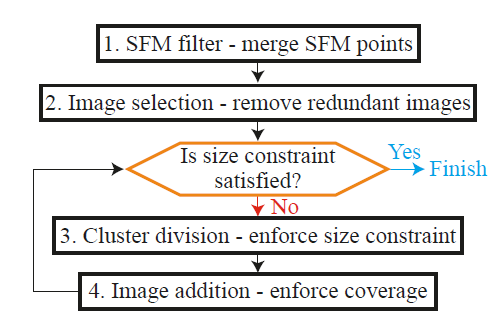 1. SFM filter - merge SFM points
2. Image selection - remove redundant images
Is size constraint
satisfied?
Yes
Finish
No
3. Cluster division - enforce size constraint
4. Image addition - enforce coverage